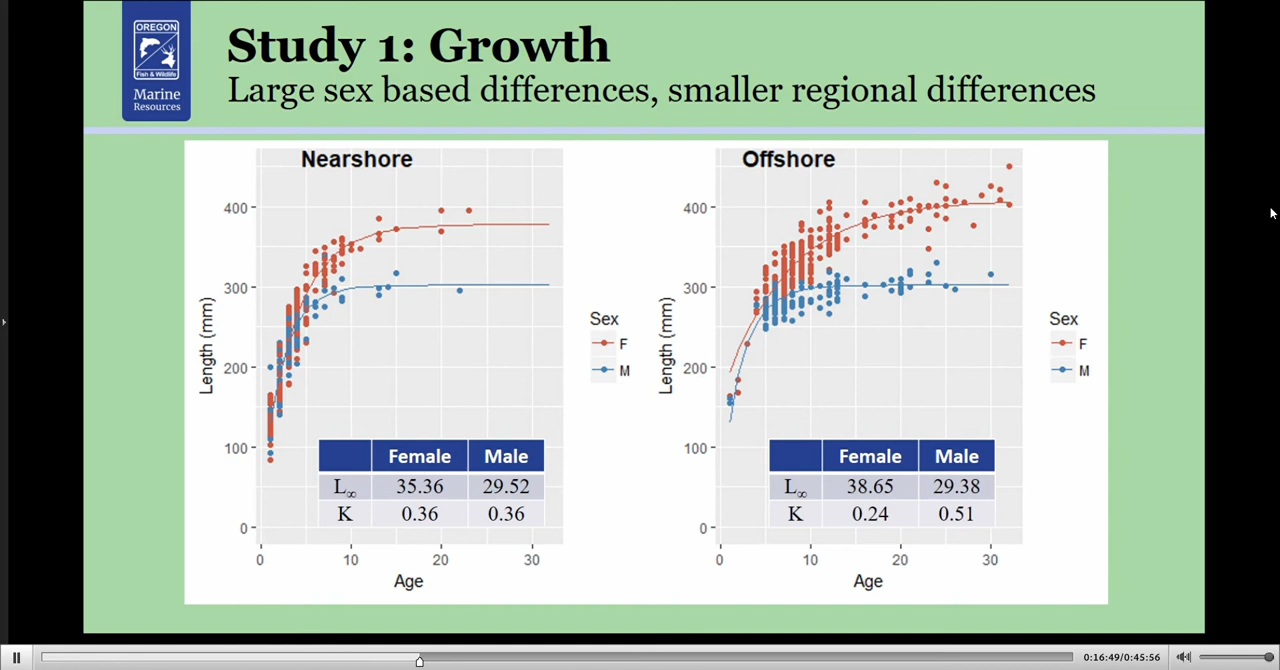 OREGON
Fish & Wildlife
Marine
Resources
Study 1: Growth
Large sex based differences, smaller regional differences
Nearshore
400
300
200
100
0
Length (mm)
0 10 20 30
Age
Sex
F
M
Female Male
L∞ 35.36 29.52
K 0.36 0.36
Offshore
400
300
200
100
0
Length (mm)
0 10 20 30
Age
Sex
F
M
Female Male
L∞ 38.65 29.38
K 0.24 0.51
0:16:49/0:45:56